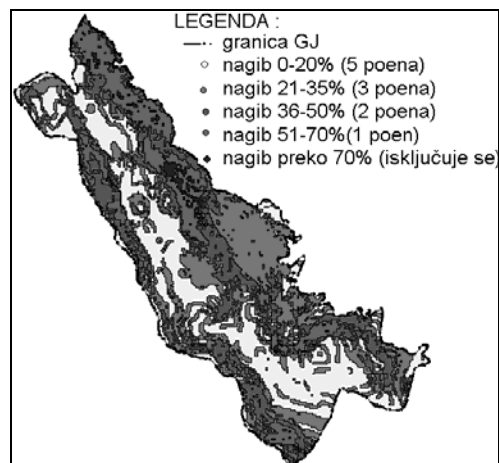 LEGENDA :
granica GJ
nagib 0-20% (5 poena)
nagib 21-35% (3 poena)
nagib 36-50% (2 poena)
nagib 51-70%(1 poen)
nagib preko 70% (isključuje se)